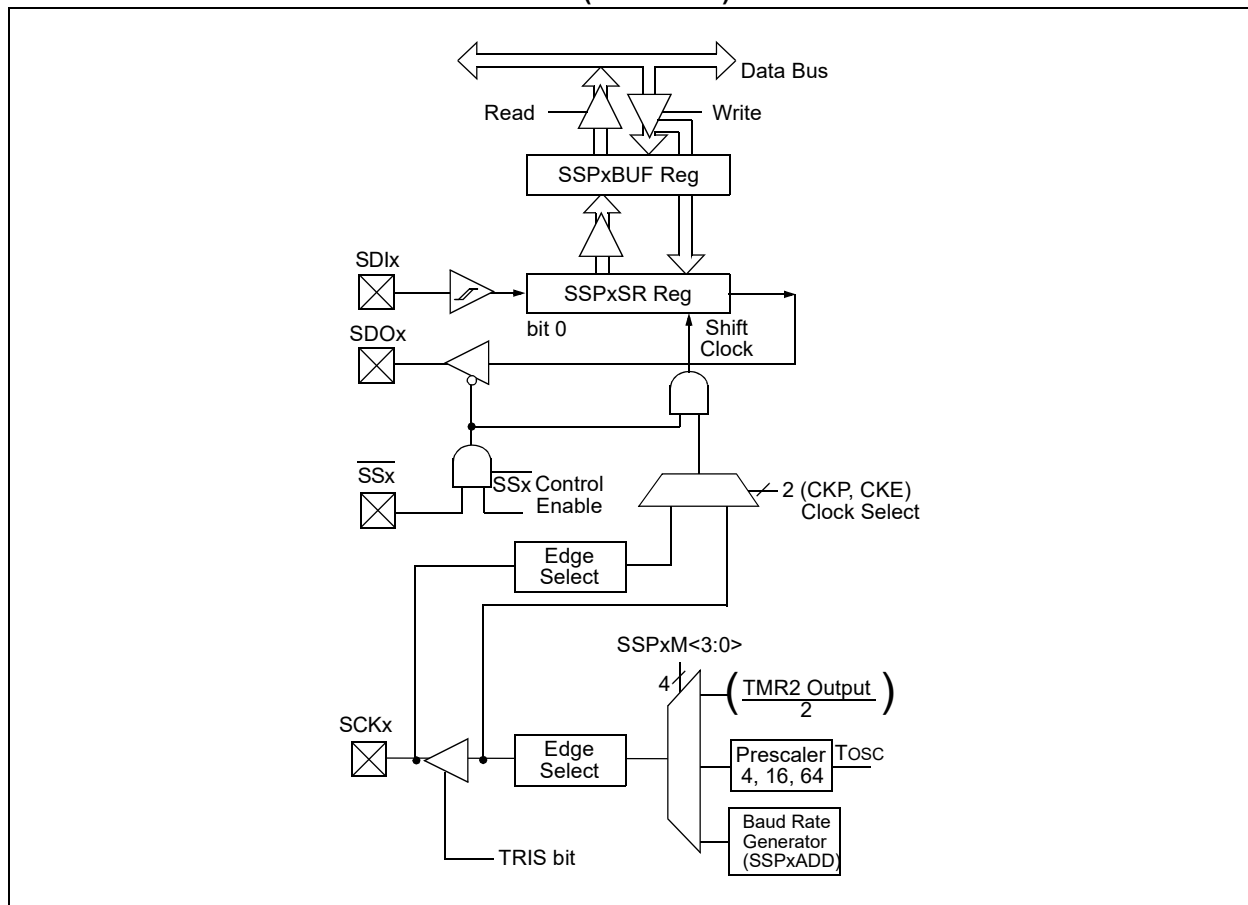 Data Bus
Read
Write
SSPxBUF Reg
SDIx
SSPxSR Reg
bit 0
Shift
Clock
SDOx
SSx
SSx Control
Enable
2 (CKP, CKE)
Clock Select
Edge
Select
SSPxM<3:0>
4
(TMR2 Output)
2
SCKx
Edge
Select
Prescaler
4, 16, 64
TOSC
Baud Rate
Generator
(SSPxADD)
TRIS bit